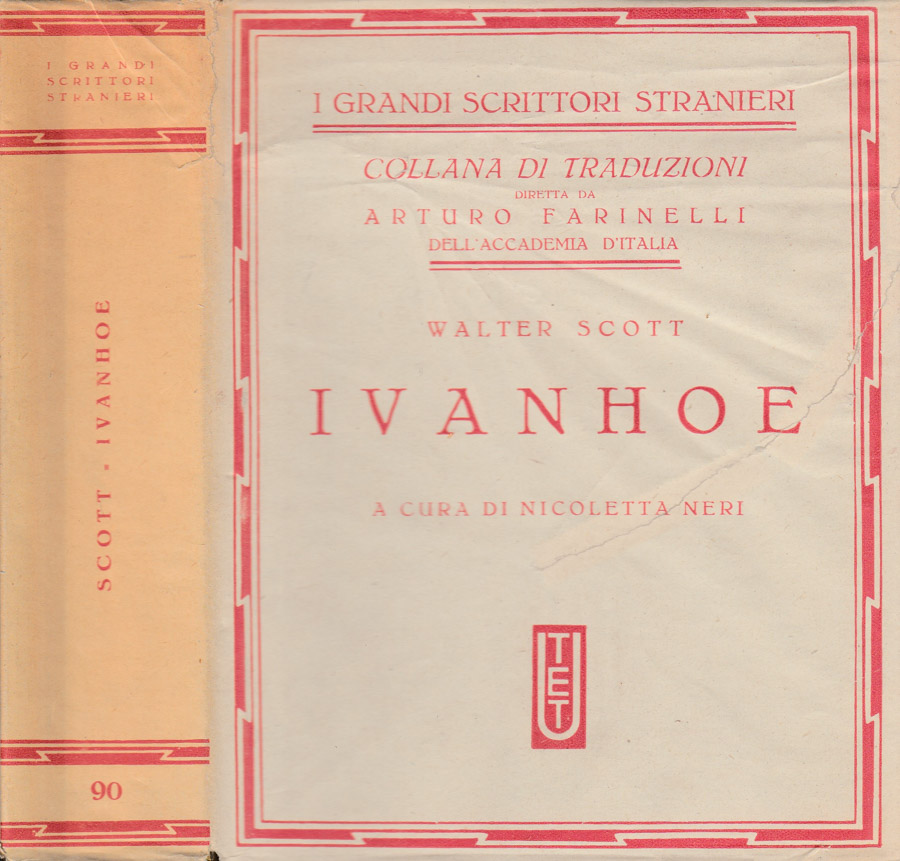 I GRANDI
SCRITTORI
STRANIERI
SCOTT - IVANHOE
90
I GRANDI SCRITTORI STRANIERI
COLLANA DI TRADUZIONI
DIRETTA DA
ARTURO FARINELLI
DELL'ACCADEMIA D'ITALIA
WALTER SCOTT
IVANHOE
A CURA DI NICOLETTA NERI
UTET